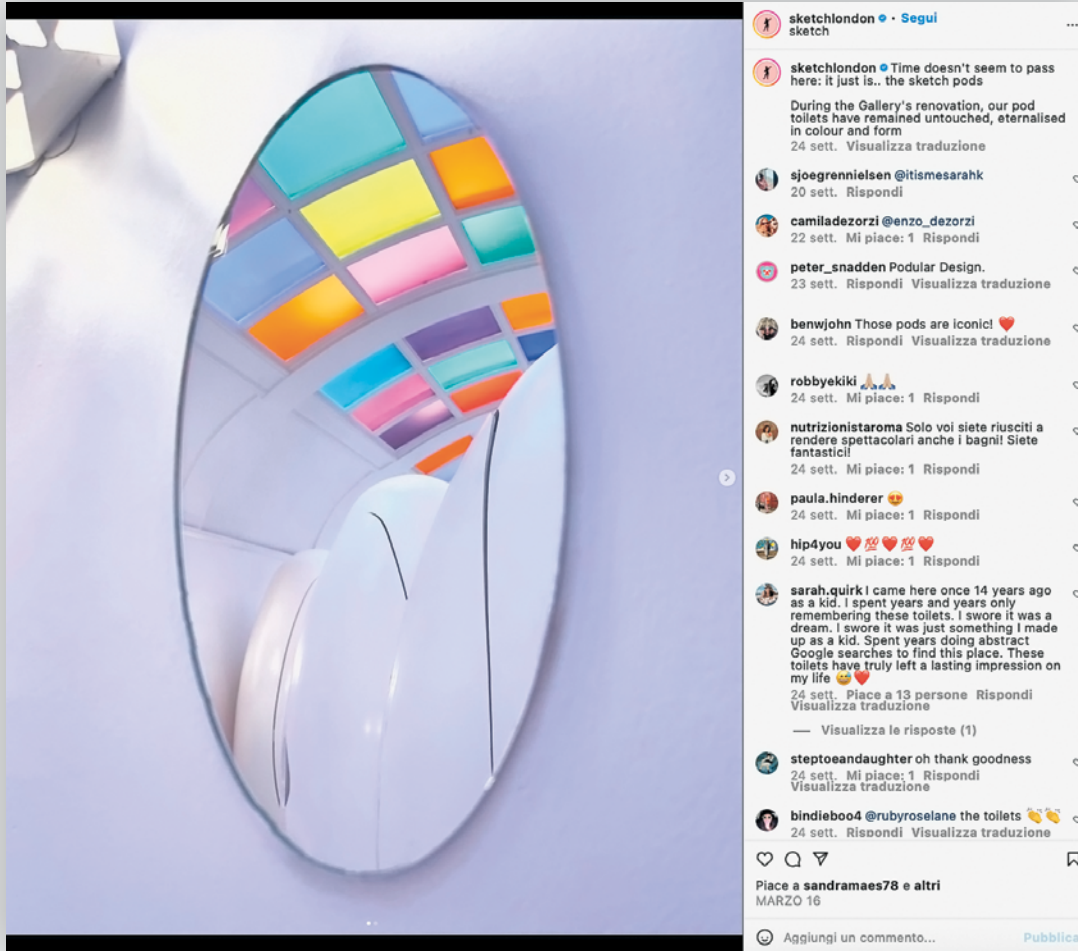 sketchlondon • Segui
sketch
sketchlondon Time doesn't seem to pass
here: it just is.. the sketch pods
During the Gallery's renovation, our pod
toilets have remained untouched, eternalised
in colour and form
24 sett. Visualizza traduzione
sjoegrennielsen @itismesarahk
20 sett. Rispondi
camiladezorzi @enzo_dezorzi
22 sett. Mi piace: 1 Rispondi
peter_snadden Podular Design.
23 sett. Rispondi Visualizza traduzione
benwjohn Those pods are iconic! ❤️
24 sett. Rispondi Visualizza traduzione
robbyekiki 🙏🏼🙏🏼
24 sett. Mi piace: 1 Rispondi
nutrizionistaroma Solo voi siete riusciti a
rendere spettacolari anche i bagni! Siete
fantastici!
24 sett. Mi piace: 1 Rispondi
paula.hinderer 😍
24 sett. Mi piace: 1 Rispondi
hip4you ❤️💯❤️💯❤️
24 sett. Mi piace: 1 Rispondi
sarah.quirk I came here once 14 years ago
as a kid. I spent years and years only
remembering these toilets. I swore it was a
dream. I swore it was just something I made
up as a kid. Spent years doing abstract
Google searches to find this place. These
toilets have truly left a lasting impression on
my life 😅❤️
24 sett. Piace a 13 persone Rispondi
Visualizza traduzione
Visualizza le risposte (1)
steptoeandaughter oh thank goodness
24 sett. Mi piace: 1 Rispondi
Visualizza traduzione
bindieboo4 @rubyroselane the toilets 👏👏
24 sett. Rispondi Visualizza traduzione
Piace a sandramaes78 e altri
MARZO 16
Aggiungi un commento... Pubblica